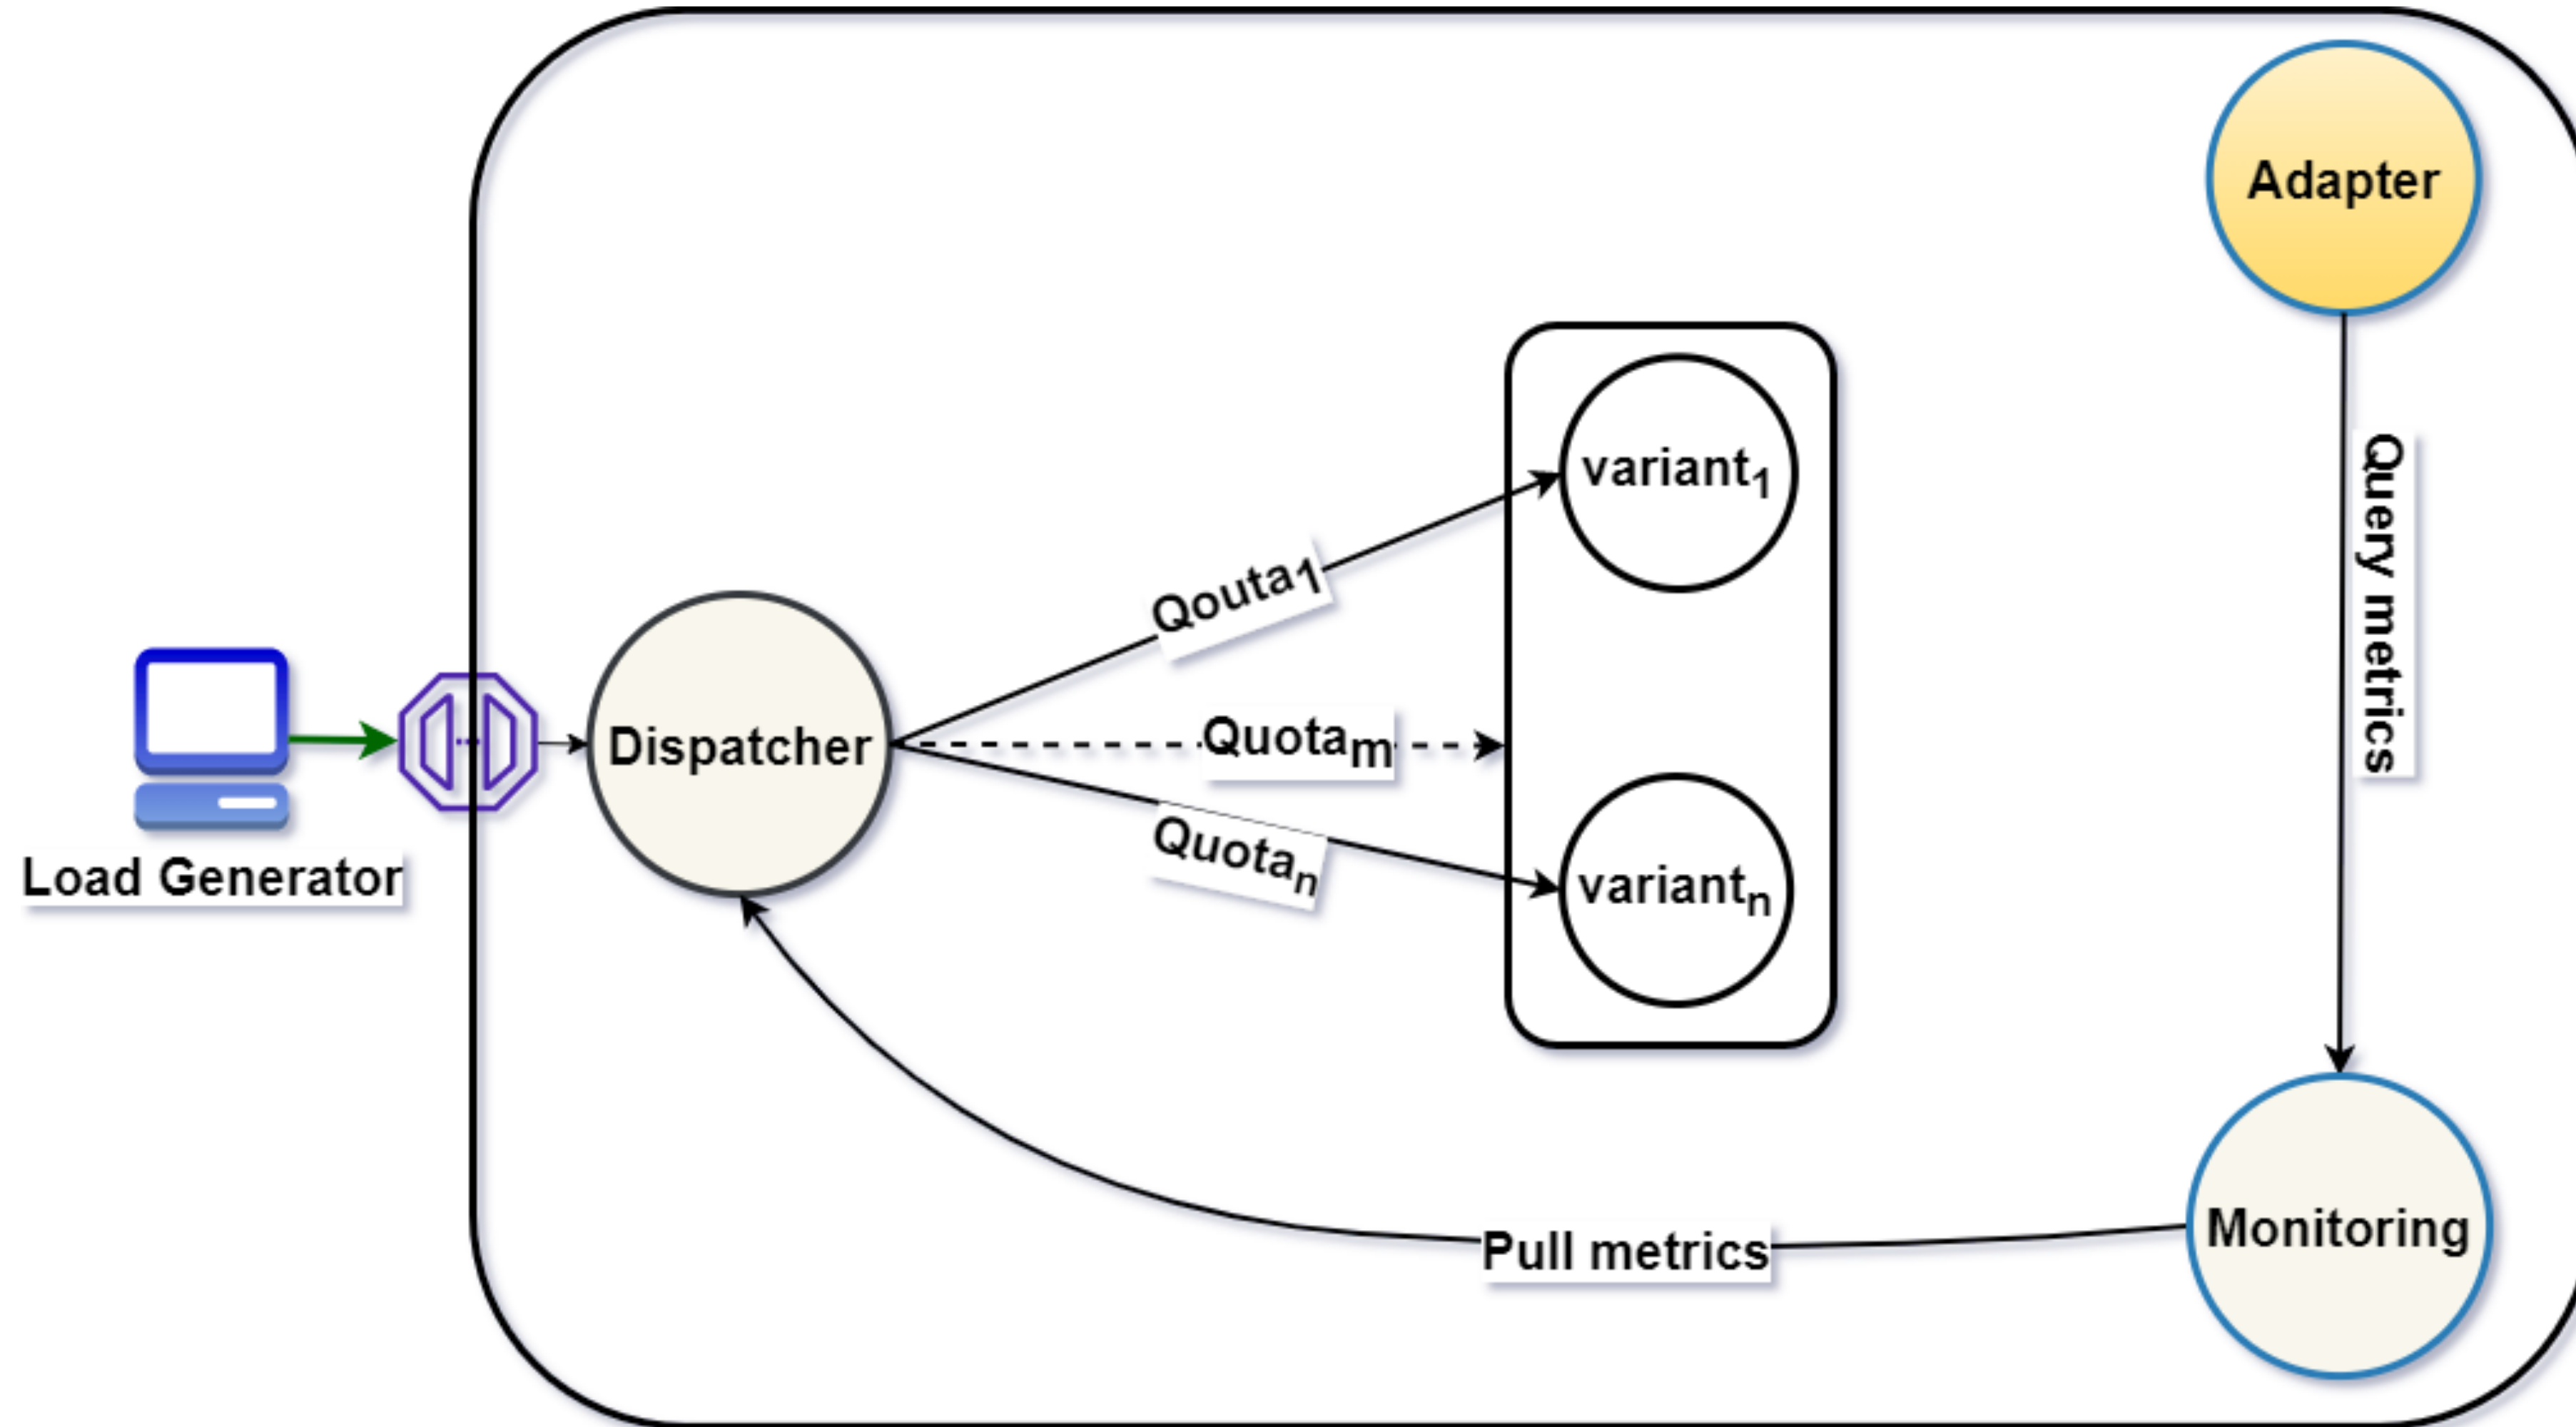 Adapter
variant₁
Qouta₁
Query metrics
Dispatcher
Quotaₘ
Load Generator
Quotaₙ
variantₙ
Pull metrics
Monitoring